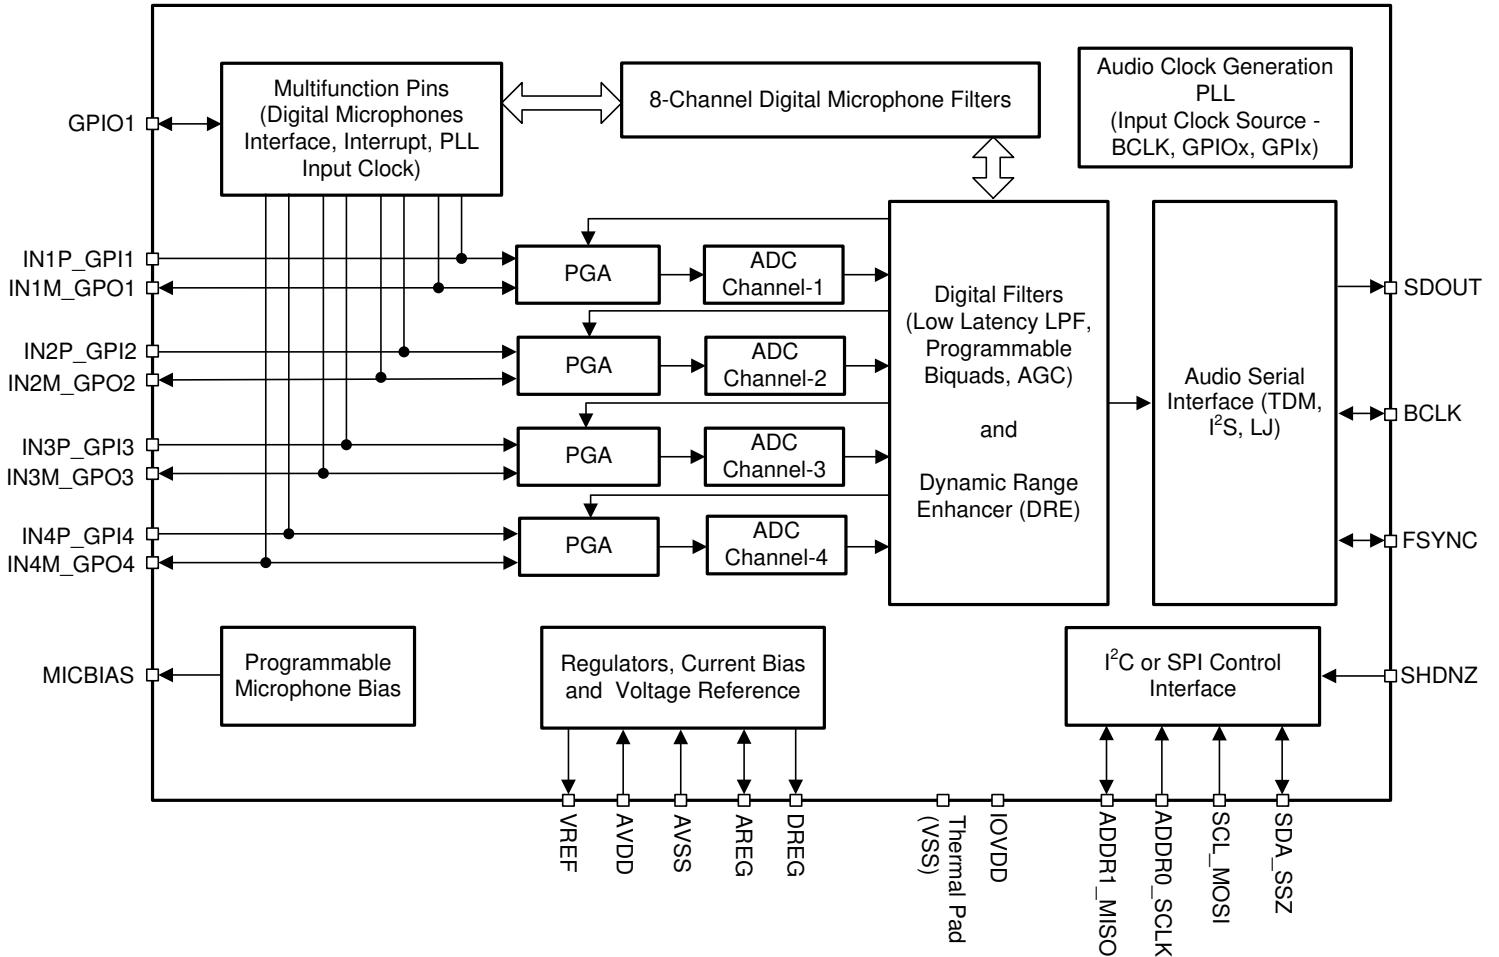 Multifunction Pins
(Digital Microphones
Interface, Interrupt, PLL
Input Clock)
8-Channel Digital Microphone Filters
Audio Clock Generation
PLL
(Input Clock Source -
BCLK, GPIOx, GPIx)
GPIO1
IN1P_GPI1
IN1M_GPO1
IN2P_GPI2
IN2M_GPO2
IN3P_GPI3
IN3M_GPO3
IN4P_GPI4
IN4M_GPO4
MICBIAS
PGA
ADC
Channel-1
PGA
ADC
Channel-2
PGA
ADC
Channel-3
PGA
ADC
Channel-4
Digital Filters
(Low Latency LPF,
Programmable
Biquads, AGC)
and
Dynamic Range
Enhancer (DRE)
Audio Serial
Interface (TDM,
I²S, LJ)
SDOUT
BCLK
FSYNC
SHDNZ
Programmable
Microphone Bias
Regulators, Current Bias
and Voltage Reference
I²C or SPI Control
Interface
VREF
AVDD
AVSS
AREG
DREG
Thermal Pad
(VSS)
IOVDD
ADDR1_MISO
ADDR0_SCLK
SCL_MOSI
SDA_SSZ